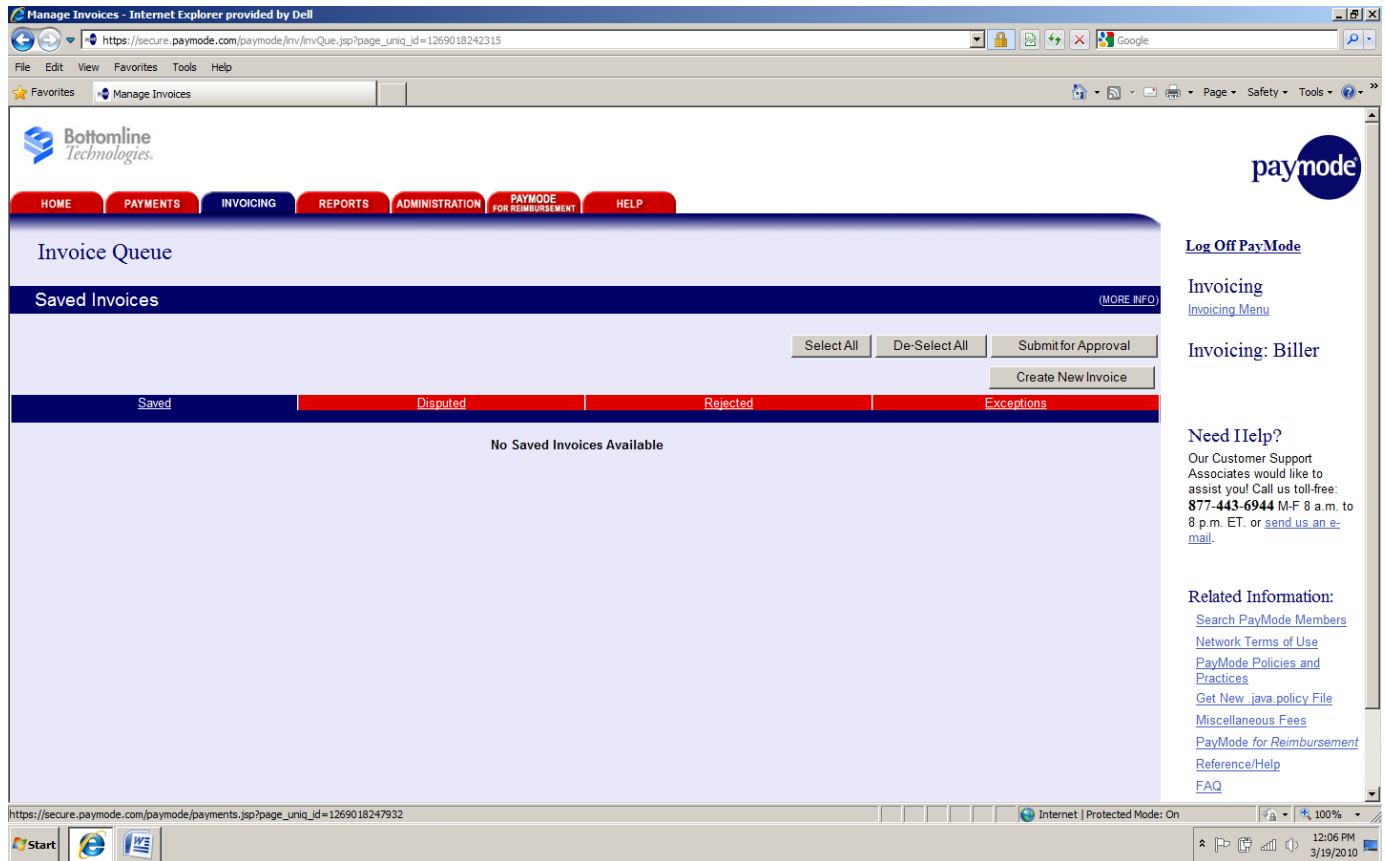 Manage Invoices - Internet Explorer provided by Dell
https://secure.paymode.com/paymode/inv/invQue.jsp?page_uniq_id=1269018242315
Google
File Edit View Favorites Tools Help
Favorites Manage Invoices Page Safety Tools
Bottomline
Technologies.
paymode
HOME PAYMENTS INVOICING REPORTS ADMINISTRATION PAYMODE FOR REIMBURSEMENT HELP
Invoice Queue
Saved Invoices (MORE INFO)
Select All De-Select All Submit for Approval
Create New Invoice
Saved Disputed Rejected Exceptions
No Saved Invoices Available
Log Off PayMode
Invoicing
Invoicing Menu
Invoicing: Biller
Need Help?
Our Customer Support
Associates would like to
assist you! Call us toll-free:
877-443-6944 M-F 8 a.m. to
8 p.m. ET. or send us an e-
mail.
Related Information:
Search PayMode Members
Network Terms of Use
PayMode Policies and
Practices
Get New .java.policy File
Miscellaneous Fees
PayMode for Reimbursement
Reference/Help
FAQ
https://secure.paymode.com/paymode/payments.jsp?page_uniq_id=1269018247932
Internet | Protected Mode: On 100%
Start 12:06 PM
3/19/2010